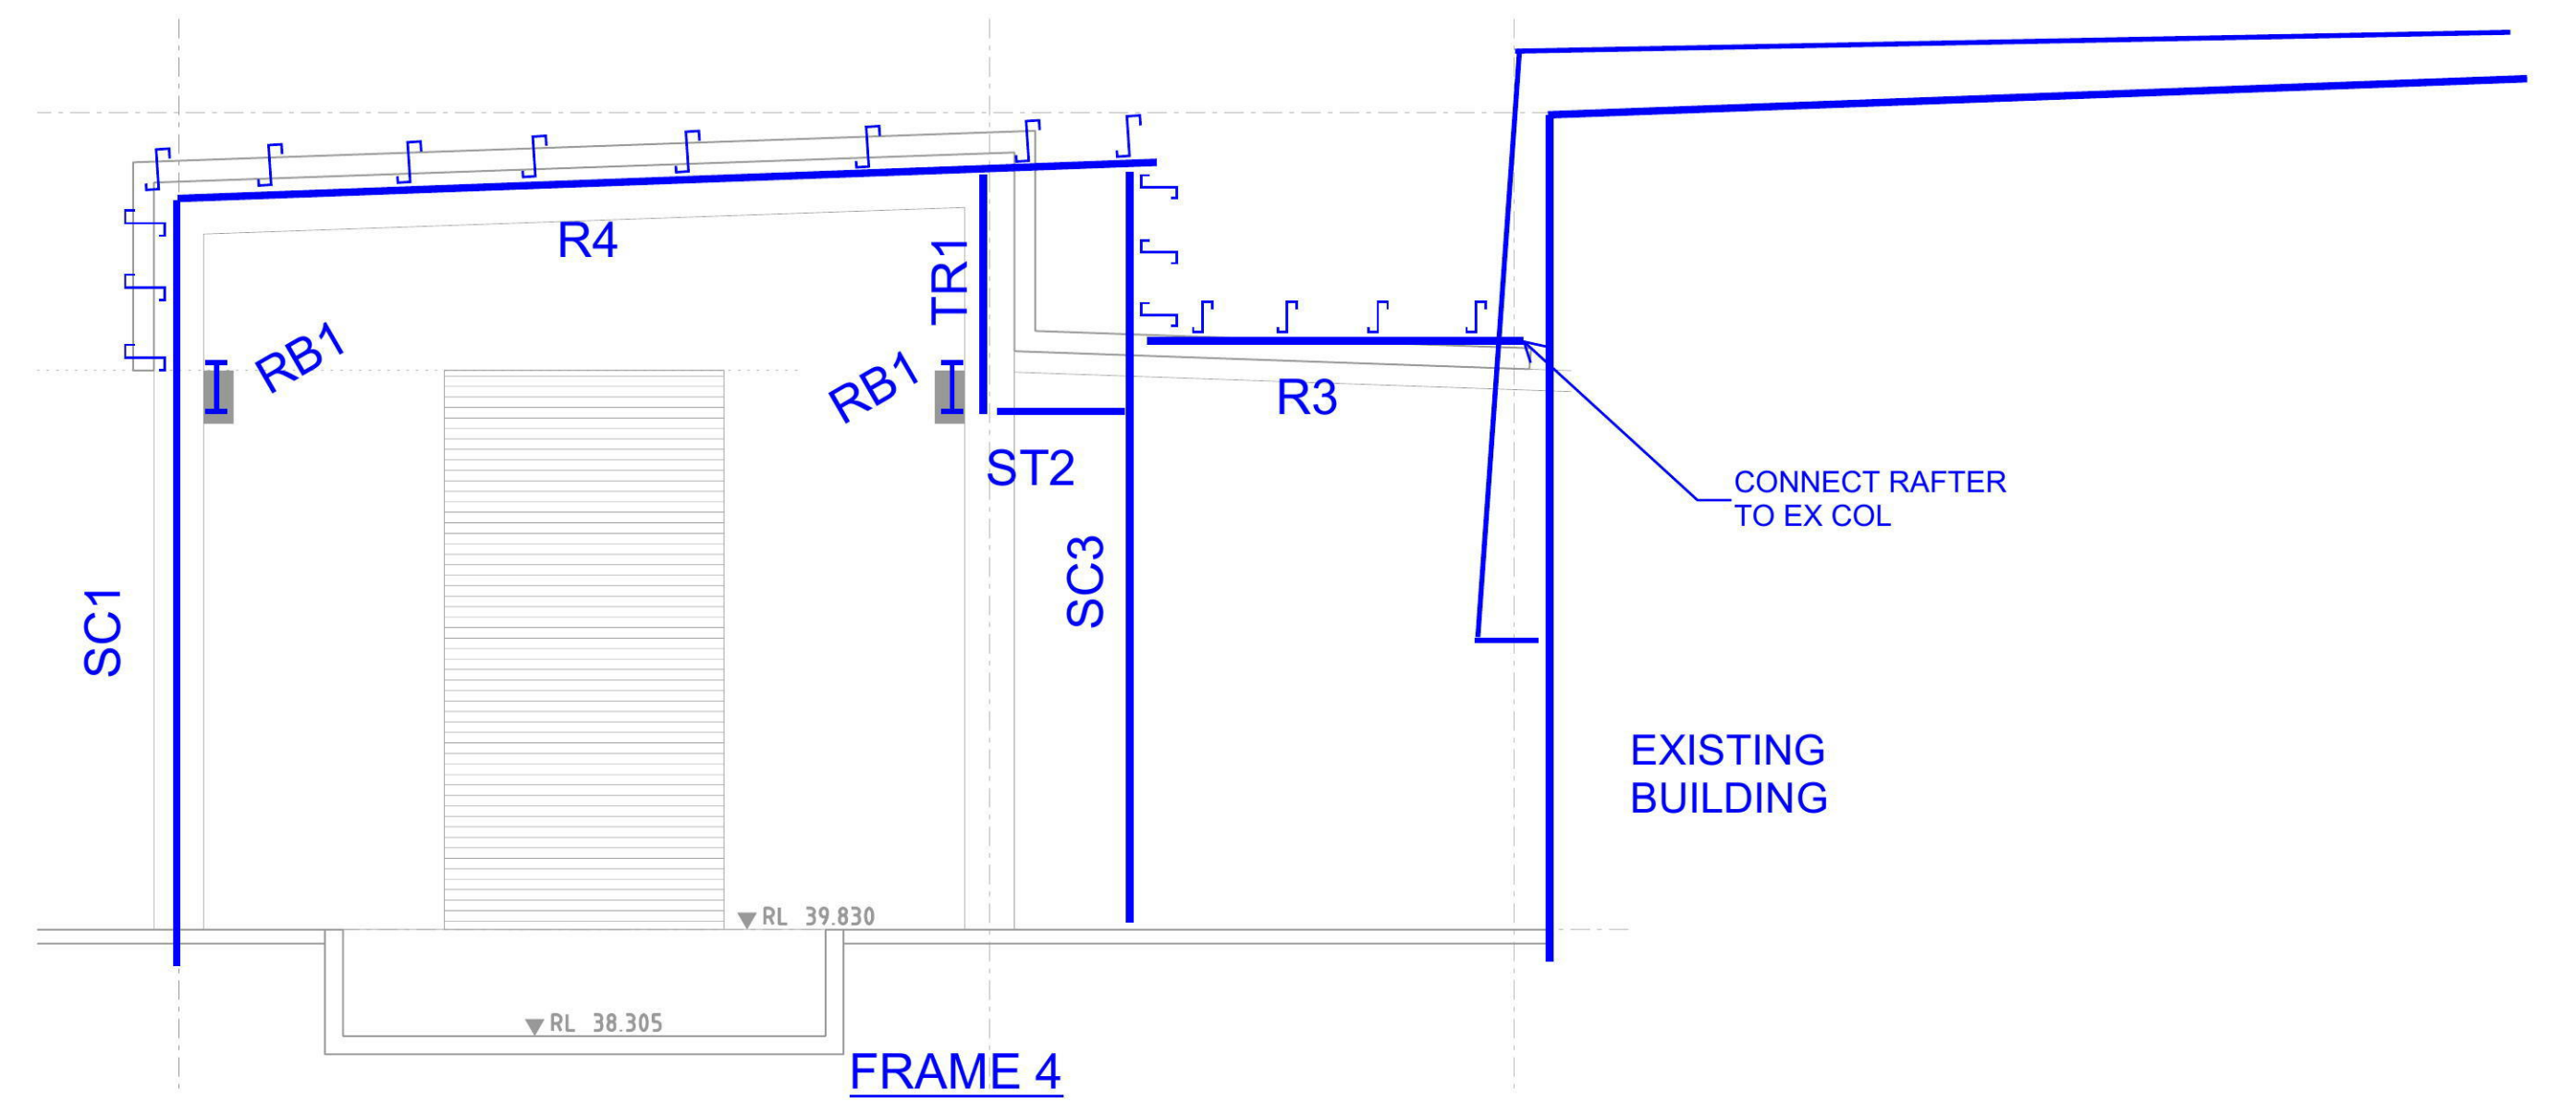 R4
TR1
RB1
RB1
R3
ST2
CONNECT RAFTER
TO EX COL
SC3
SC1
EXISTING
BUILDING
RL 39.830
RL 38.305
FRAME 4